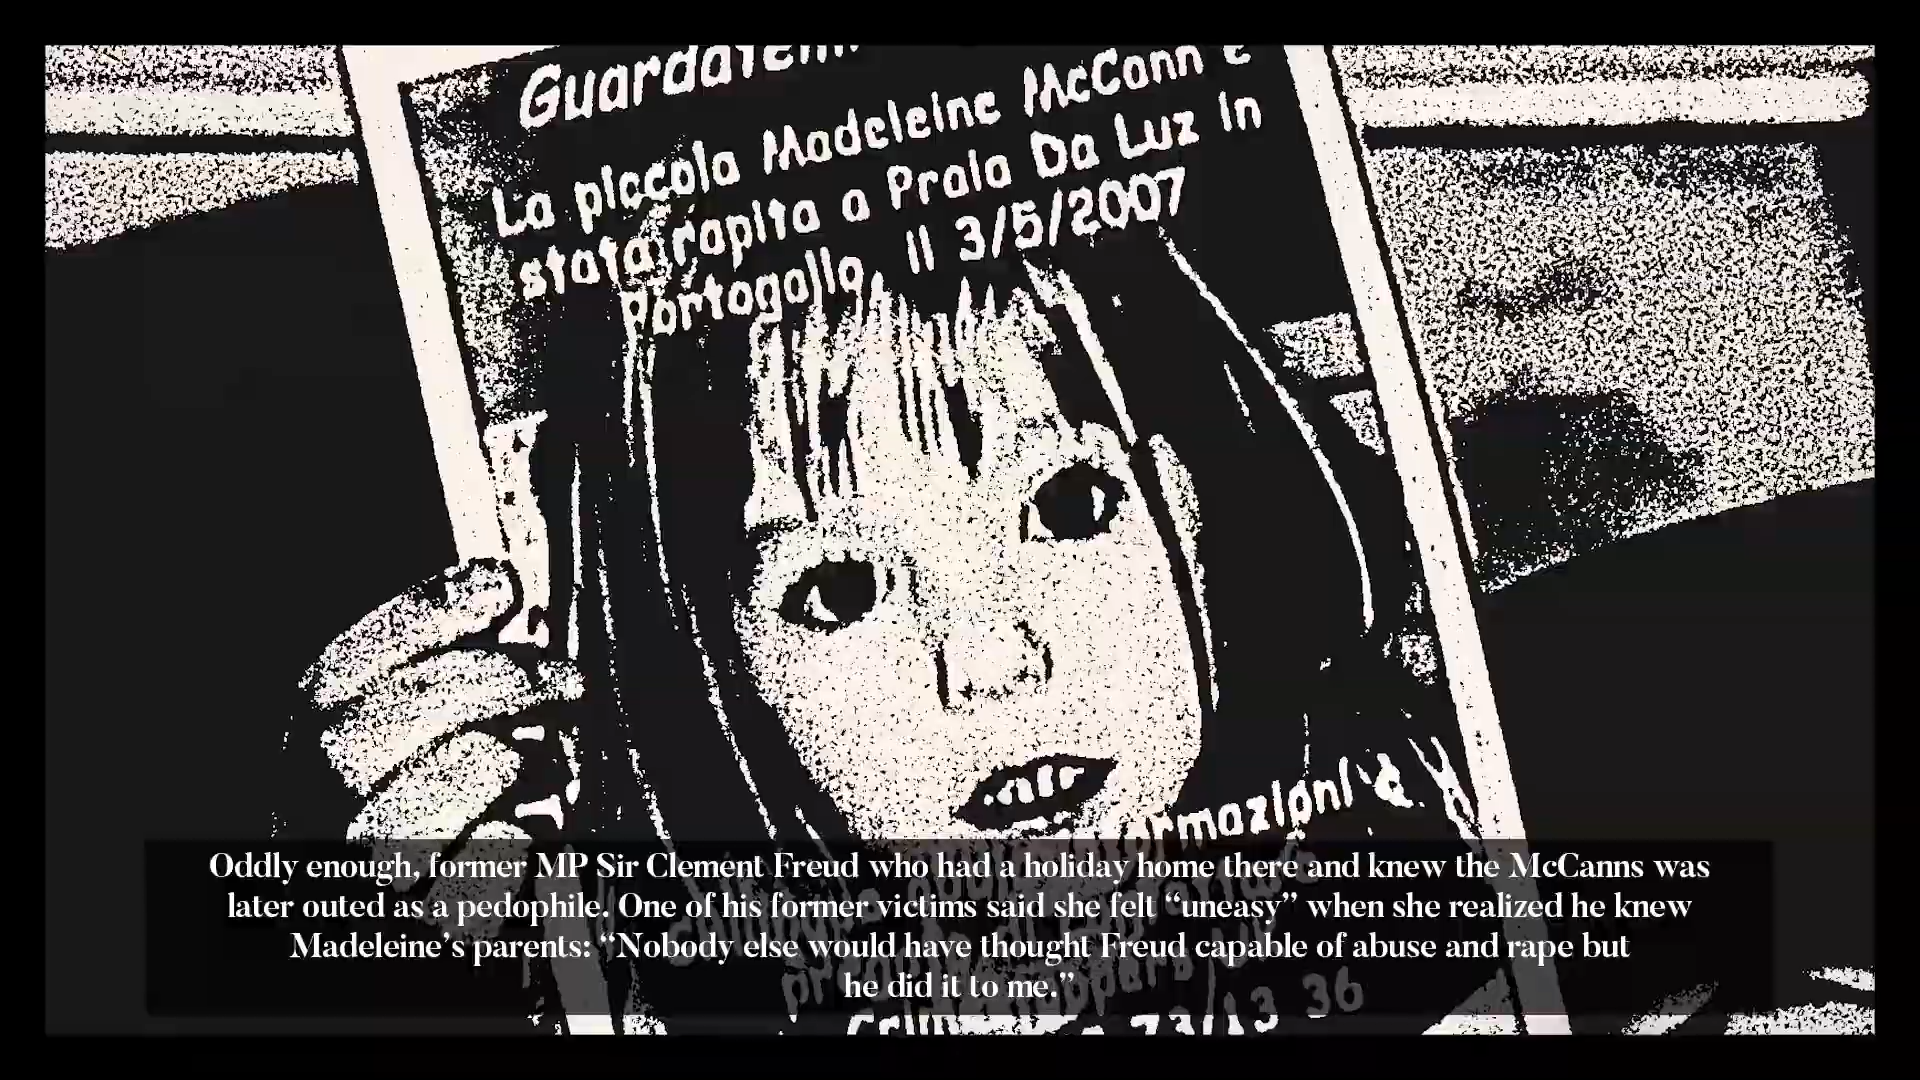 Guardatemi
La piccola Madeleine McCann è
stata rapita a Praia Da Luz in
Portogallo il 3/5/2007
Oddly enough, former MP Sir Clement Freud who had a holiday home there and knew the McCanns was
later outed as a pedophile. One of his former victims said she felt “uneasy” when she realized he knew
Madeleine’s parents: “Nobody else would have thought Freud capable of abuse and rape but
he did it to me.”